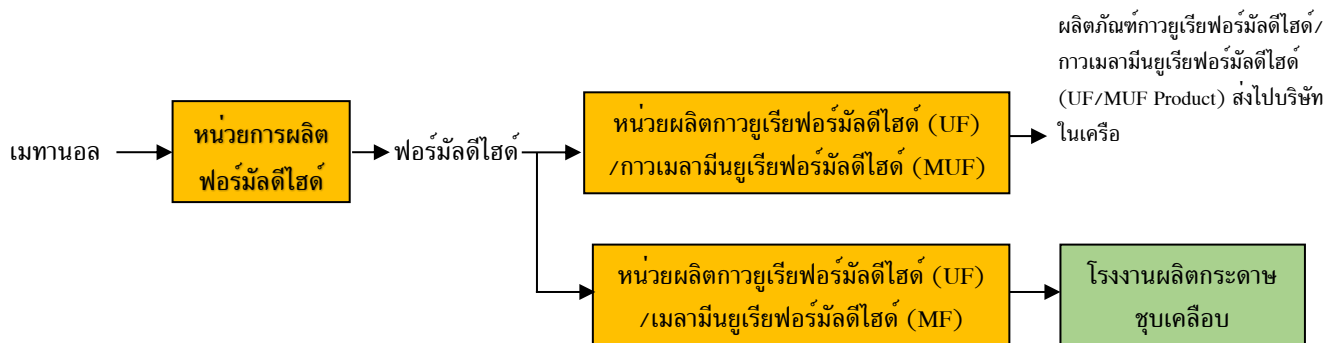 เมทานอล
หน่วยการผลิต
ฟอร์มัลดีไฮด์
ฟอร์มัลดีไฮด์
หน่วยผลิตกาวยูเรียฟอร์มัลดีไฮด์ (UF)
/กาวเมลามีนยูเรียฟอร์มัลดีไฮด์ (MUF)
ผลิตภัณฑ์กาวยูเรียฟอร์มัลดีไฮด์/
กาวเมลามีนยูเรียฟอร์มัลดีไฮด์
(UF/MUF Product) ส่งไปบริษัท
ในเครือ
หน่วยผลิตกาวยูเรียฟอร์มัลดีไฮด์ (UF)
/เมลามีนยูเรียฟอร์มัลดีไฮด์ (MF)
โรงงานผลิตกระดาษ
ชุบเคลือบ